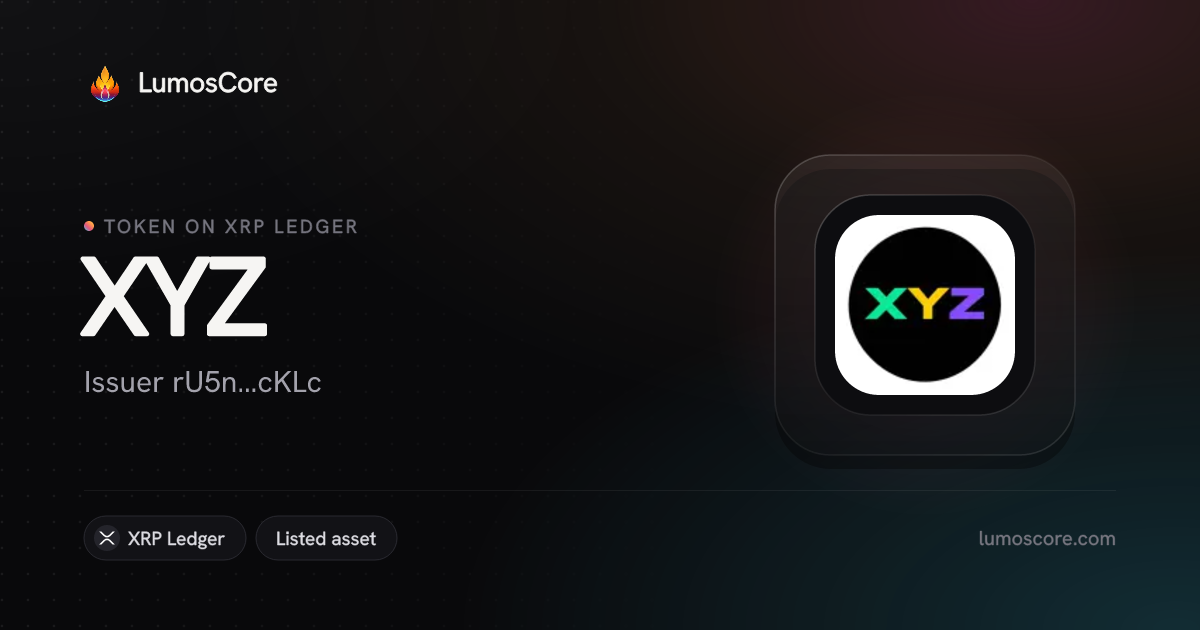 LumosCore
TOKEN ON XRP LEDGER
XYZ
Issuer rU5n...cKLc
XYZ
XRP Ledger
Listed asset
lumoscore.com